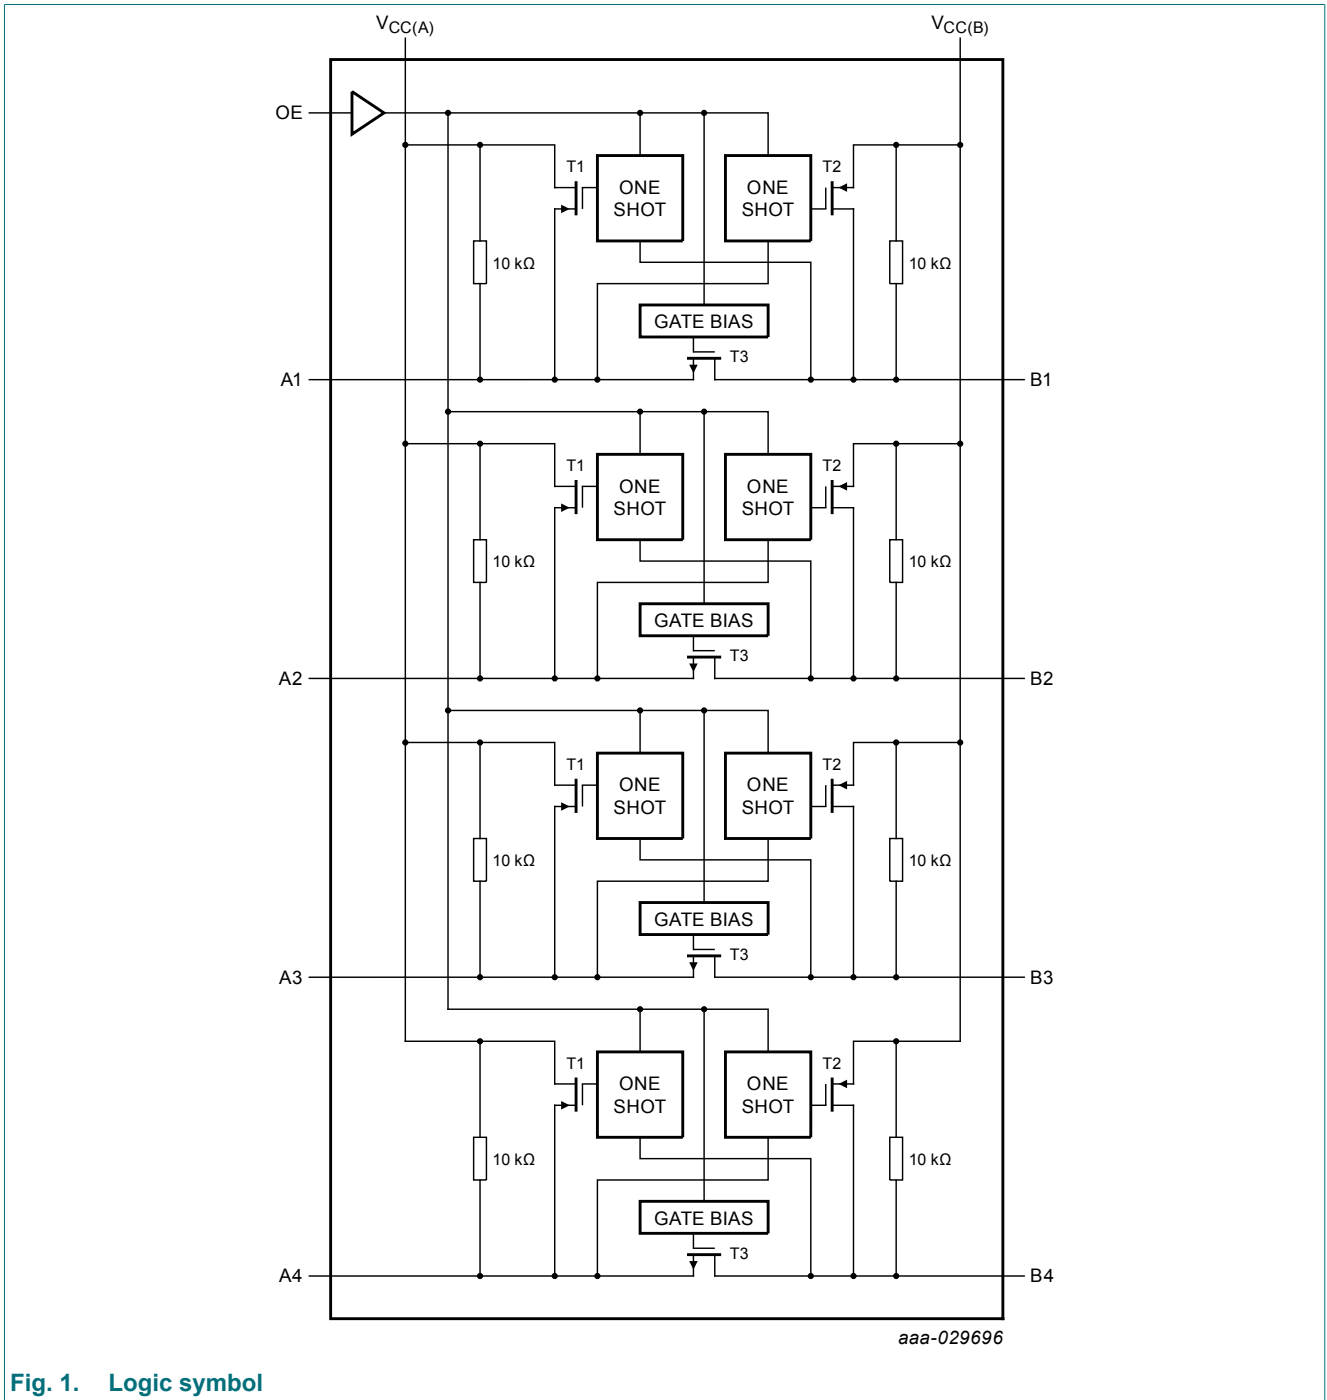 VCC(A) VCC(B)
OE
T1 ONE SHOT ONE SHOT T2
10 kΩ 10 kΩ
GATE BIAS
T3
A1 B1
T1 ONE SHOT ONE SHOT T2
10 kΩ 10 kΩ
GATE BIAS
T3
A2 B2
T1 ONE SHOT ONE SHOT T2
10 kΩ 10 kΩ
GATE BIAS
T3
A3 B3
T1 ONE SHOT ONE SHOT T2
10 kΩ 10 kΩ
GATE BIAS
T3
A4 B4
aaa-029696
Fig. 1. Logic symbol